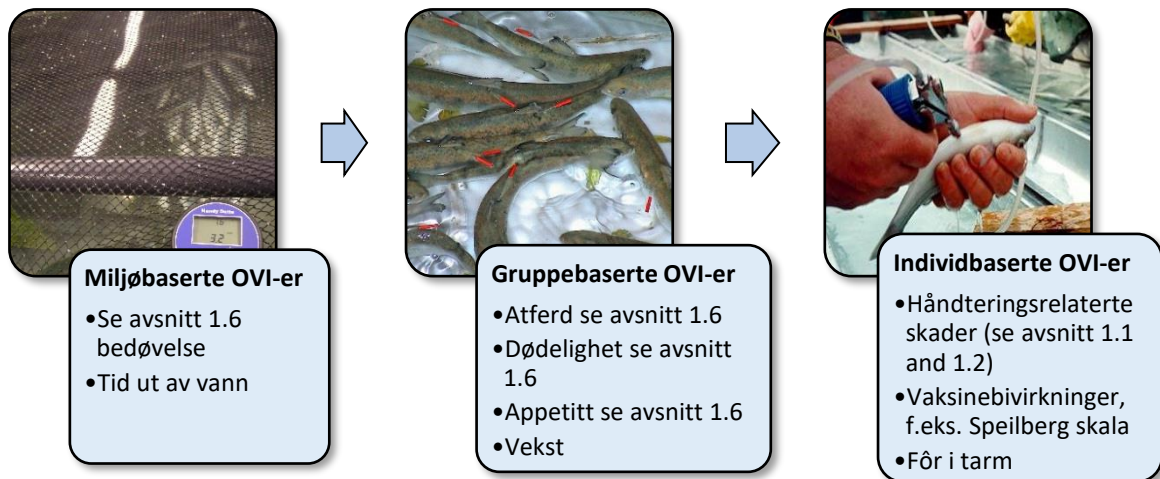 Miljøbaserte OVI-er
•Se avsnitt 1.6
bedøvelse
•Tid ut av vann
Gruppebaserte OVI-er
•Atferd se avsnitt 1.6
•Dødelighet se avsnitt
1.6
•Appetitt se avsnitt 1.6
•Vekst
Individbaserte OVI-er
•Håndteringsrelaterte
skader (se avsnitt 1.1
and 1.2)
•Vaksinebivirkninger,
f.eks. Speilberg skala
•Fôr i tarm